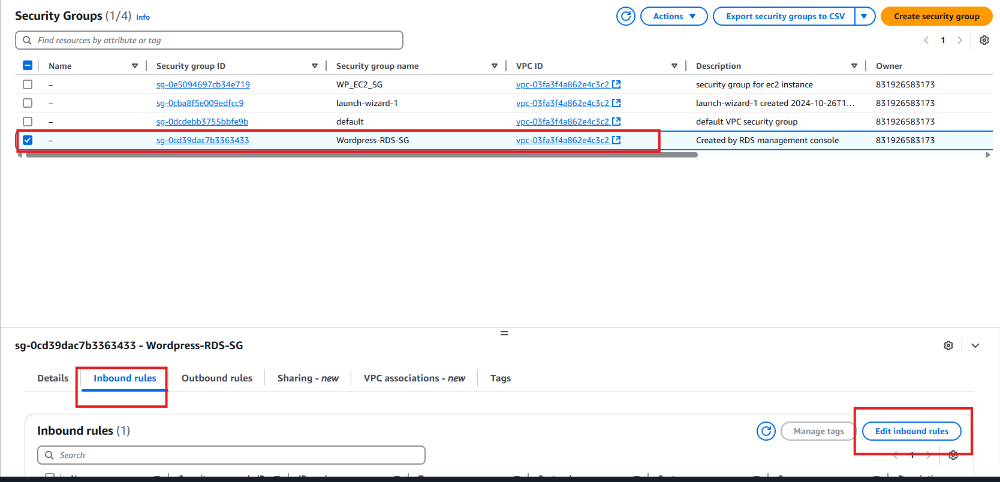 Security Groups (1/4) Info
Actions
Export security groups to CSV
Create security group
Find resources by attribute or tag
1
Name Security group ID Security group name VPC ID Description Owner
– sg-0e5094697cb34e719 WP_EC2_SG vpc-03fa3f4a862e4c3c2 security group for ec2 instance 831926583173
– sg-0cba8f5e009edfcc9 launch-wizard-1 vpc-03fa3f4a862e4c3c2 launch-wizard-1 created 2024-10-26T1... 831926583173
– sg-0dcdebb3755bbfe9b default vpc-03fa3f4a862e4c3c2 default VPC security group 831926583173
– sg-0cd39dac7b3363433 Wordpress-RDS-SG vpc-03fa3f4a862e4c3c2 Created by RDS management console 831926583173
sg-0cd39dac7b3363433 - Wordpress-RDS-SG
Details Inbound rules Outbound rules Sharing - new VPC associations - new Tags
Inbound rules (1)
Manage tags
Edit inbound rules
Search
1